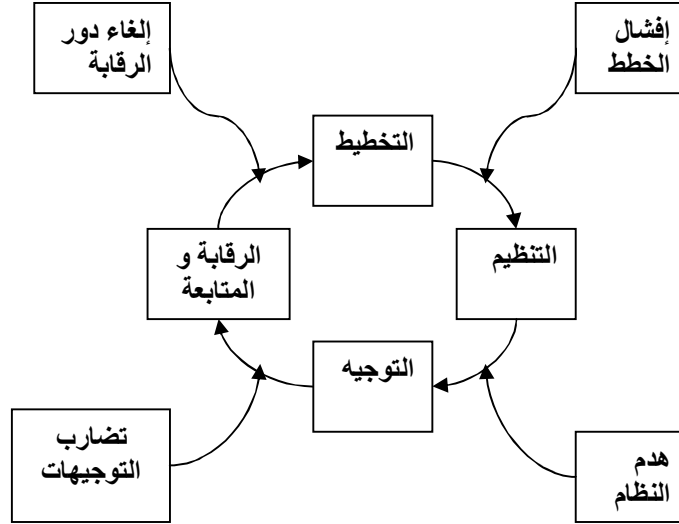 إلغاء دور
الرقابة
إفشال
الخطط
التخطيط
الرقابة و
المتابعة
التنظيم
التوجيه
تضارب
التوجيهات
هدم
النظام